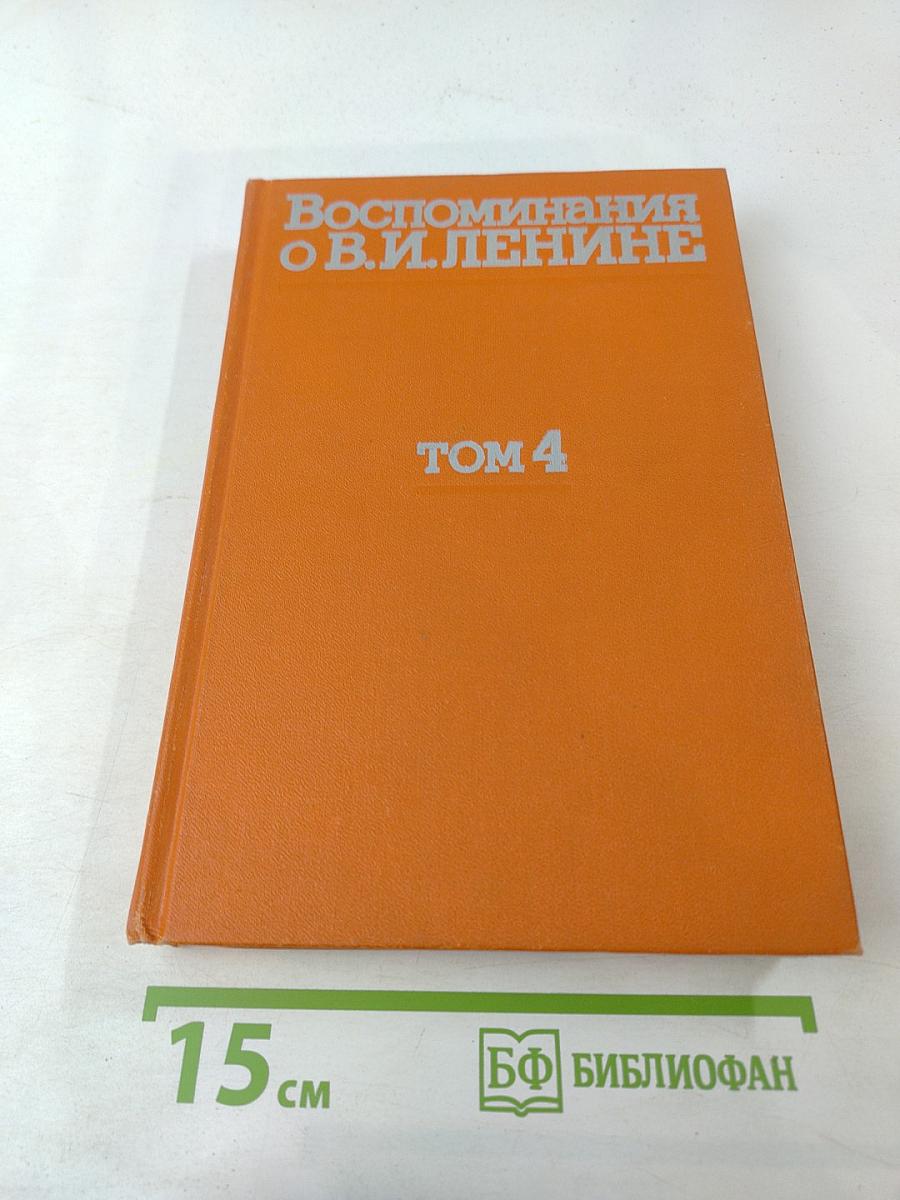 Воспоминания
о В.И.ЛЕНИНЕ
ТОМ 4
15 см
БФ БИБЛИОФАН